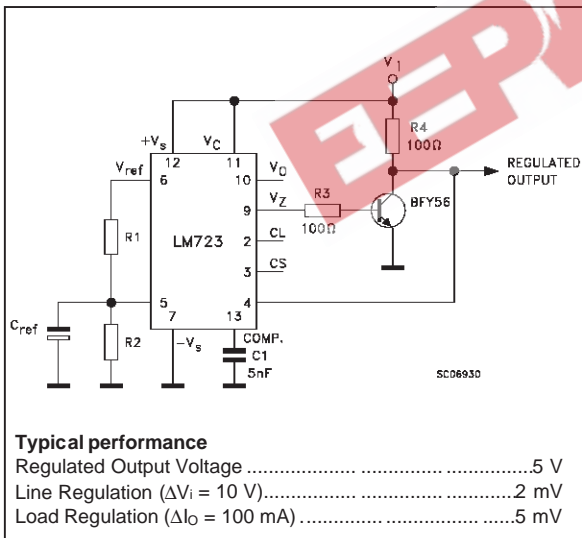 EEPW
V1
+Vs
VC
R4
100Ω
12
11
Vref
6
10
VO
REGULATED
OUTPUT
R3
9
VZ
BFY56
R1
100Ω
LM723
2
CL
3
CS
5
4
Cref
7
13
R2
–Vs
COMP.
C1
5nF
SC06930
Typical performance
Regulated Output Voltage ................... ................... ...............5 V
Line Regulation (ΔVi = 10 V)................... ................... ..........2 mV
Load Regulation (ΔIO = 100 mA) ................... ................... ......5 mV